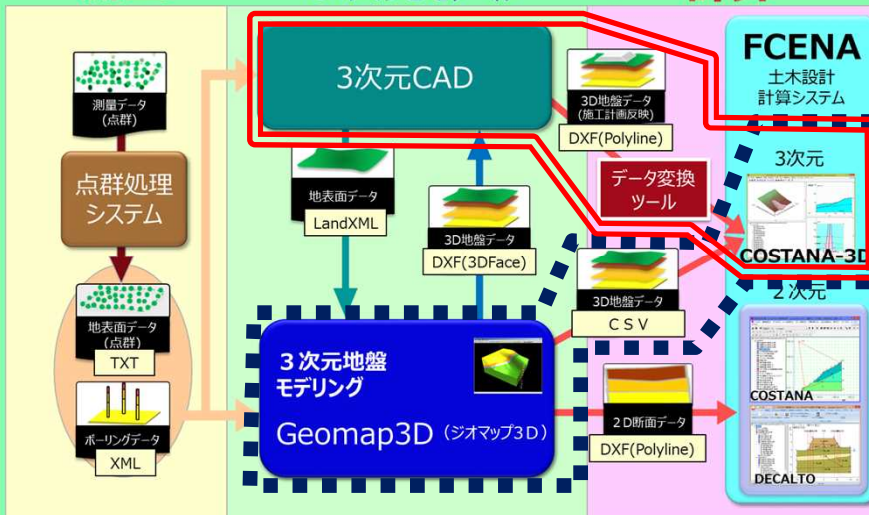 測量データ
(点群)
点群処理
システム
地表面データ
(点群)
TXT
ボーリングデータ
XML
3次元CAD
地表面データ
LandXML
3D地盤データ
DXF(3DFace)
3次元地盤
モデリング
Geomap3D (ジオマップ3D)
3D地盤データ
(施工計画反映)
DXF(Polyline)
データ変換
ツール
3D地盤データ
CSV
2D断面データ
DXF(Polyline)
FCENA
土木設計
計算システム
3次元
COSTANA-3D
2次元
COSTANA
DECALTO